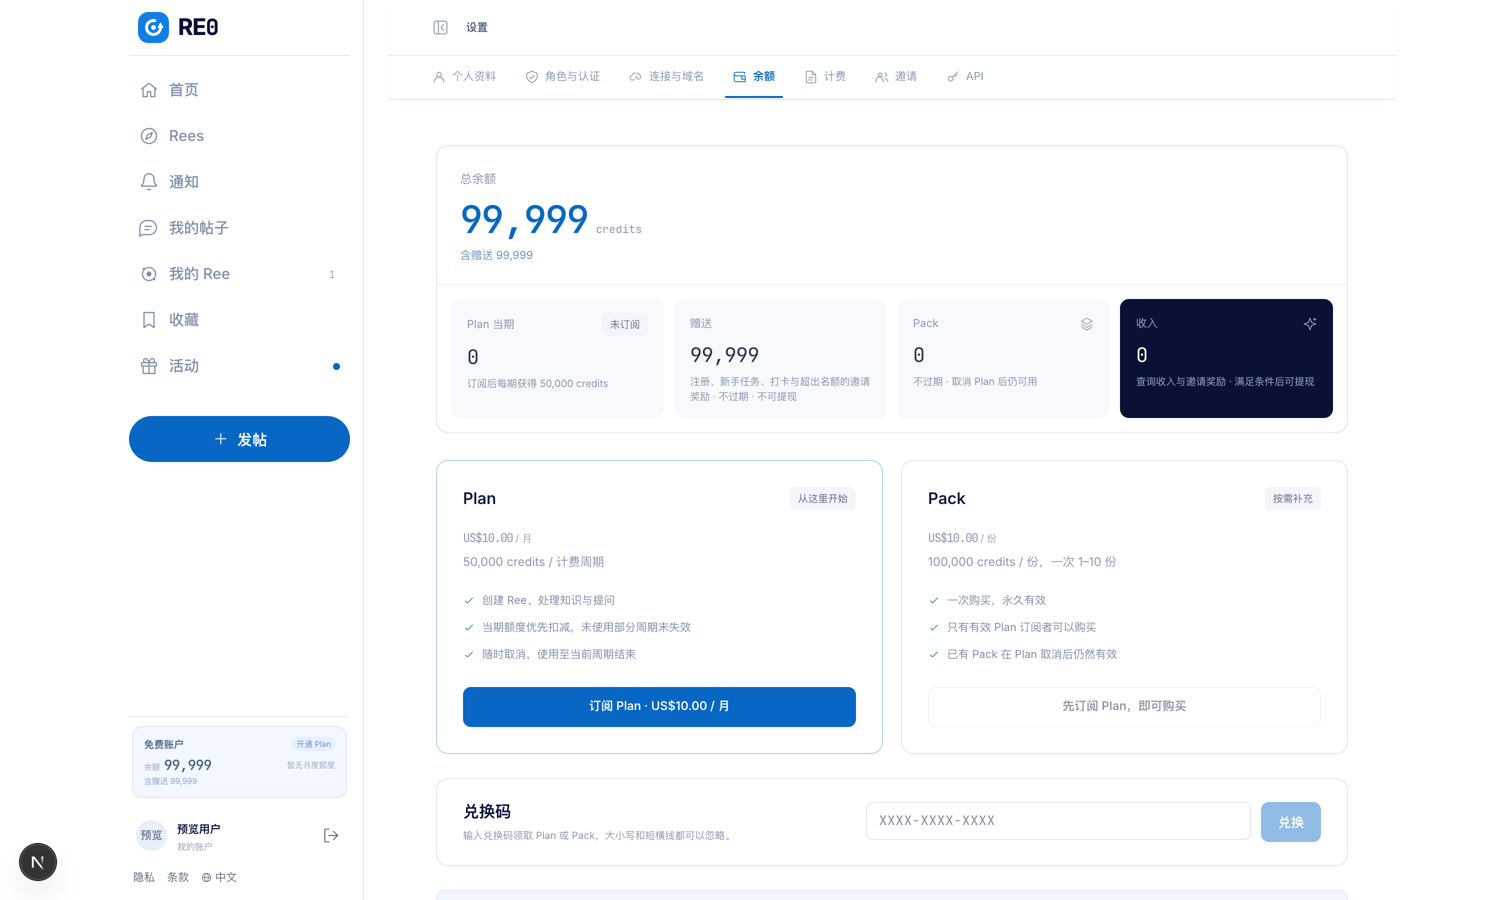 RE0
首页
Rees
通知
我的帖子
我的 Ree
1
收藏
活动
发帖
免费账户
开通 Plan
余额 99,999
暂无月度额度
含赠送 99,999
预览
预览用户
我的账户
隐私
条款
中文
N
设置
个人资料
角色与认证
连接与域名
余额
计费
邀请
API
总余额
99,999 credits
含赠送 99,999
Plan 当期
未订阅
0
订阅后每期获得 50,000 credits
赠送
99,999
注册、新手任务、打卡与超出名额的邀请
奖励 · 不过期 · 不可提现
Pack
0
不过期 · 取消 Plan 后仍可用
收入
0
查询收入与邀请奖励 · 满足条件后可提现
Plan
从这里开始
US$10.00 / 月
50,000 credits / 计费周期
创建 Ree、处理知识与提问
当期额度优先扣减，未使用部分周期末失效
随时取消，使用至当前周期结束
订阅 Plan · US$10.00 / 月
Pack
按需补充
US$10.00 / 份
100,000 credits / 份，一次 1–10 份
一次购买，永久有效
只有有效 Plan 订阅者可以购买
已有 Pack 在 Plan 取消后仍然有效
先订阅 Plan，即可购买
兑换码
输入兑换码领取 Plan 或 Pack，大小写和短横线都可以忽略。
XXXX-XXXX-XXXX
兑换